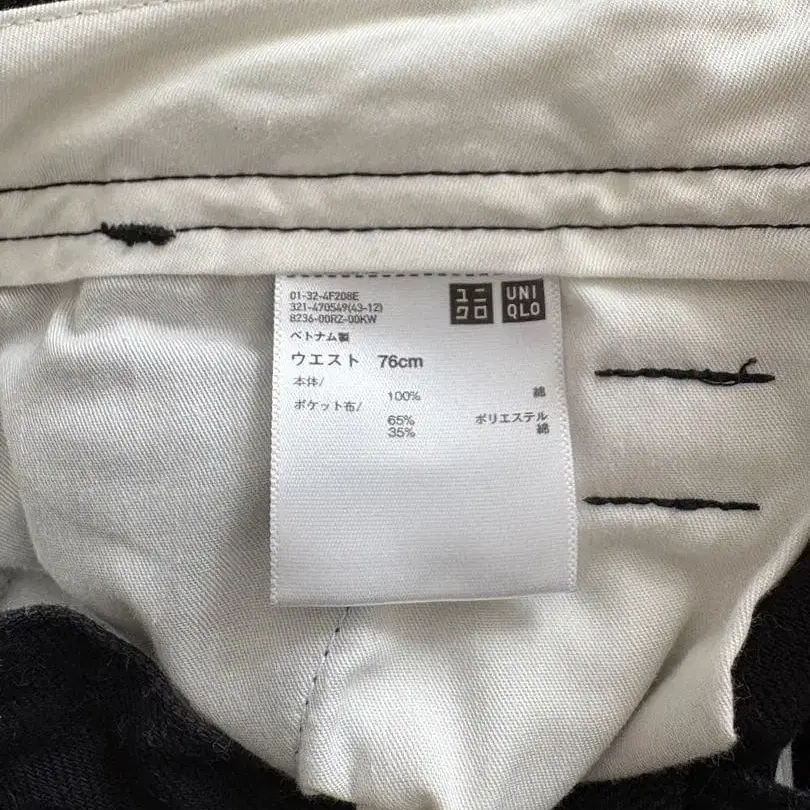 01-32-4F208E
321-470549(43-12)
8236-00RZ-00KW
ユニ
クロ
UNI
QLO
ベトナム製
ウエスト 76cm
本体/
100% 綿
ポケット布/
65% ポリエステル
35% 綿